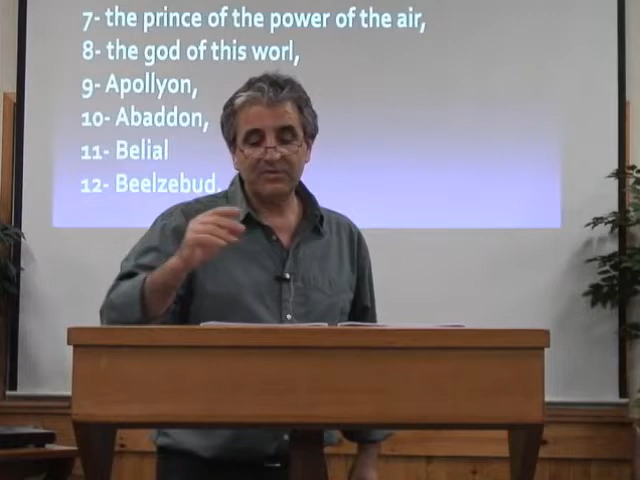 7- the prince of the power of the air,
8- the god of this worl,
9- Apollyon,
10- Abaddon,
11- Belial
12- Beelzebud.